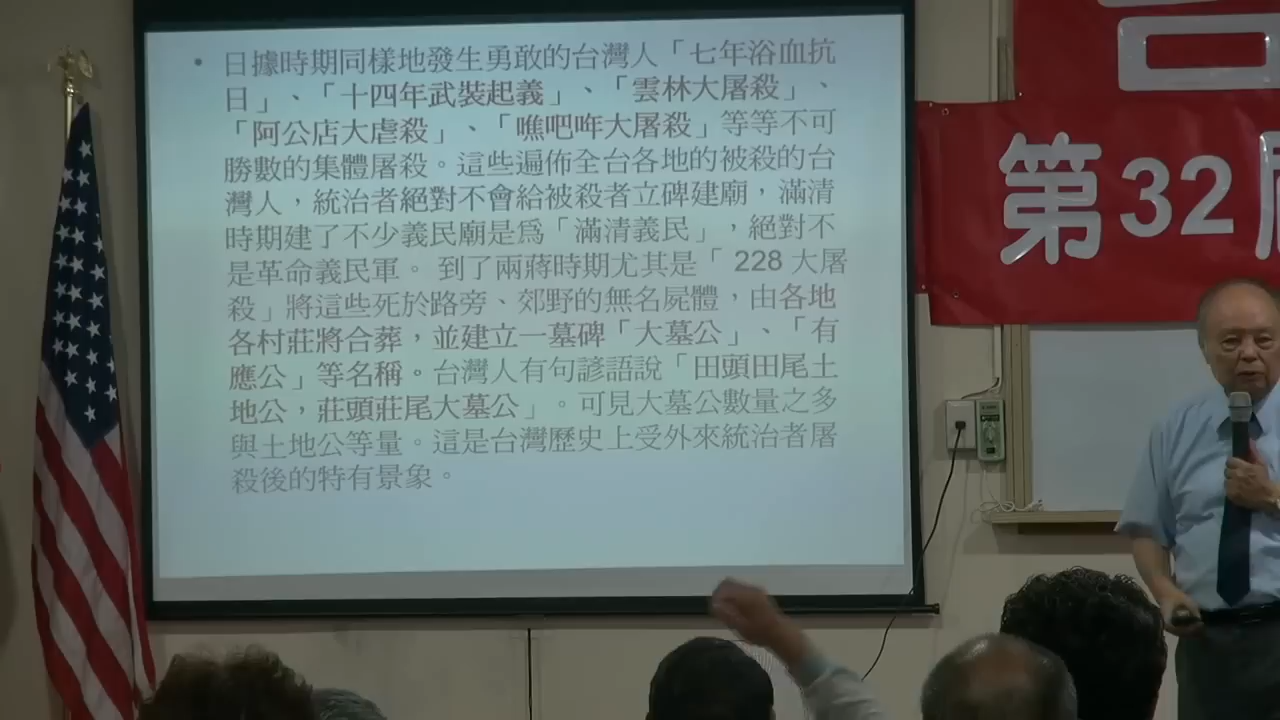 • 日據時期同樣地發生勇敢的台灣人「七年浴血抗
日」、「十四年武裝起義」、「雲林大屠殺」、
「阿公店大虐殺」、「噍吧哖大屠殺」等等不可
勝數的集體屠殺。這些遍佈全台各地的被殺的台
灣人，統治者絕對不會給被殺者立碑建廟，滿清
時期建了不少義民廟是爲「滿清義民」，絕對不
是革命義民軍。 到了兩蔣時期尤其是「 228 大屠
殺」將這些死於路旁、郊野的無名屍體，由各地
各村莊將合葬，並建立一墓碑「大墓公」、「有
應公」等名稱。台灣人有句諺語說「田頭田尾土
地公，莊頭莊尾大墓公」。可見大墓公數量之多
與土地公等量。這是台灣歷史上受外來統治者屠
殺後的特有景象。
第32